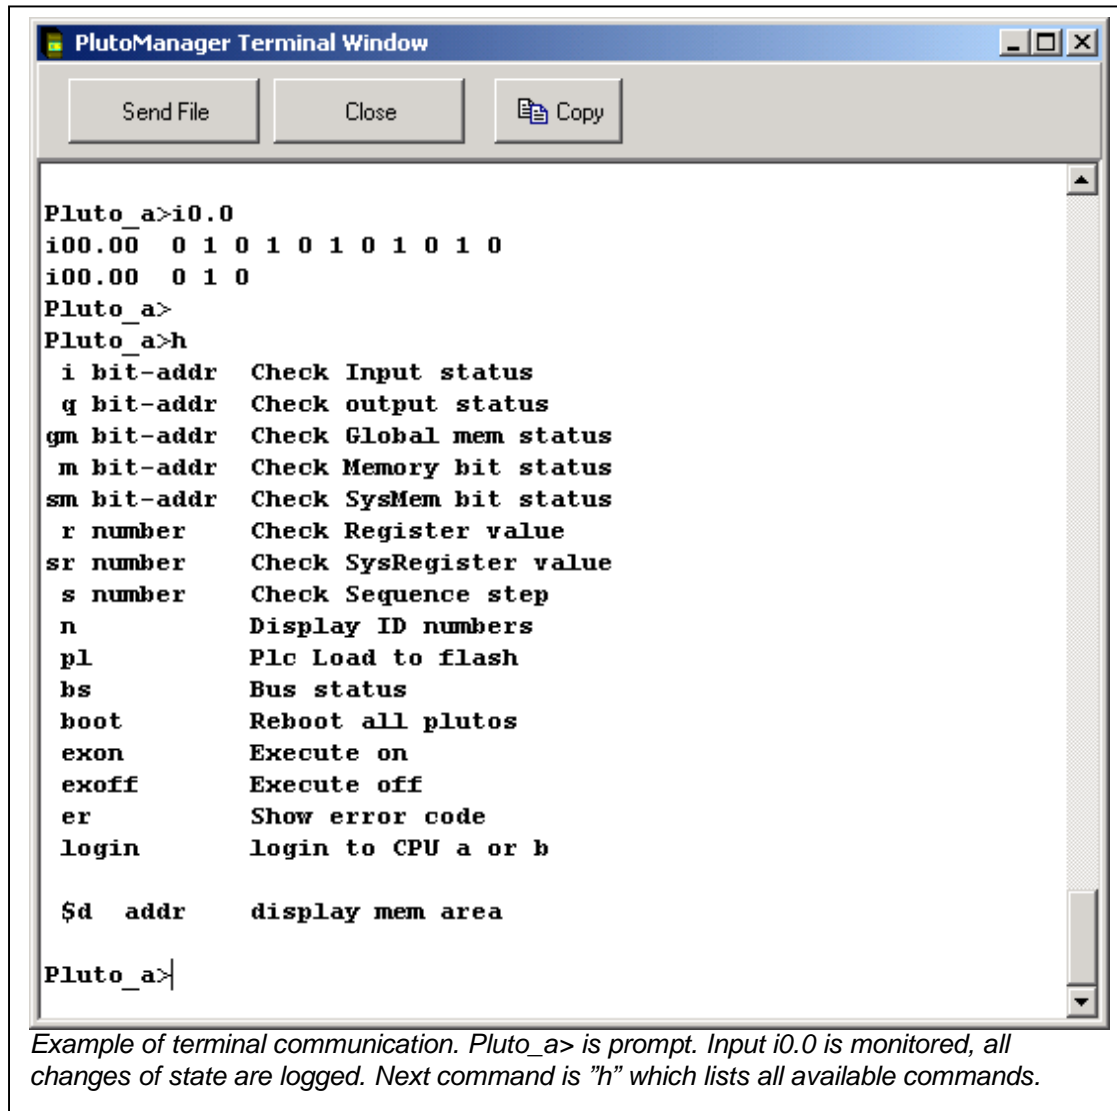 PlutoManager Terminal Window
Send File Close Copy
Pluto_a>i0.0
i00.00 0 1 0 1 0 1 0 1 0 1 0
i00.00 0 1 0
Pluto_a>
Pluto_a>h
i bit-addr Check Input status
q bit-addr Check output status
gm bit-addr Check Global mem status
m bit-addr Check Memory bit status
sm bit-addr Check SysMem bit status
r number Check Register value
sr number Check SysRegister value
s number Check Sequence step
n Display ID numbers
pl Plc Load to flash
bs Bus status
boot Reboot all plutos
exon Execute on
exoff Execute off
er Show error code
login login to CPU a or b
$d addr display mem area
Pluto_a>
Example of terminal communication. Pluto_a> is prompt. Input i0.0 is monitored, all
changes of state are logged. Next command is ”h” which lists all available commands.